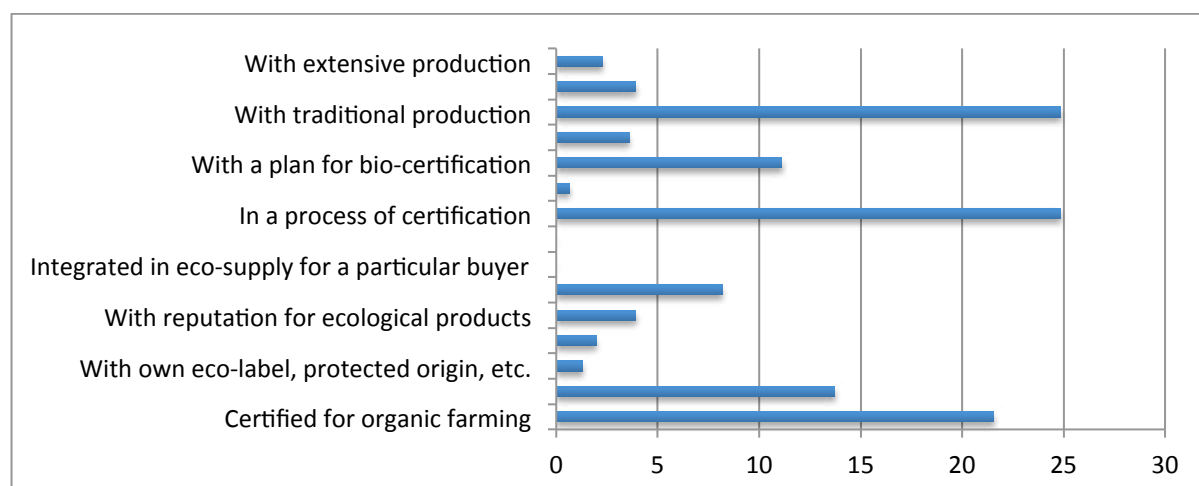 With extensive production
With traditional production
With a plan for bio-certification
In a process of certification
Integrated in eco-supply for a particular buyer
With reputation for ecological products
With own eco-label, protected origin, etc.
Certified for organic farming
0 5 10 15 20 25 30